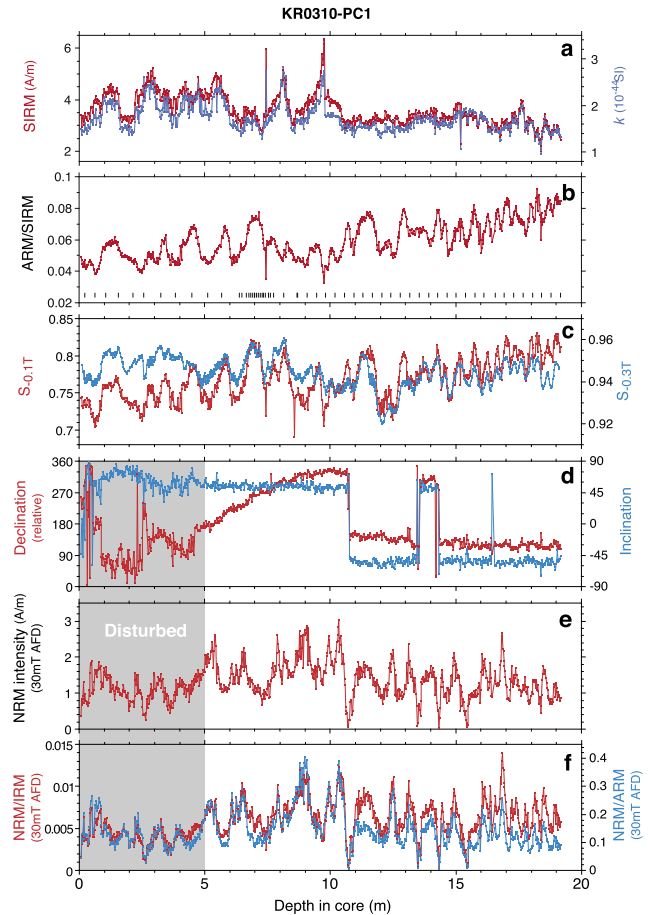 KR0310-PC1
a
SIRM (A/m)
6
4
2
k (10-44SI)
3
2
1
b
ARM/SIRM
0.1
0.08
0.06
0.04
0.02
c
S-0.1T
0.85
0.8
0.75
0.7
S-0.3T
0.96
0.94
0.92
d
Declination
(relative)
360
270
180
90
0
Inclination
90
45
0
-45
-90
Disturbed
e
NRM intensity (A/m)
(30mT AFD)
3
2
1
0
f
NRM/IRM
(30mT AFD)
0.015
0.01
0.005
0
NRM/ARM
(30mT AFD)
0.4
0.3
0.2
0.1
0
0 5 10 15 20
Depth in core (m)